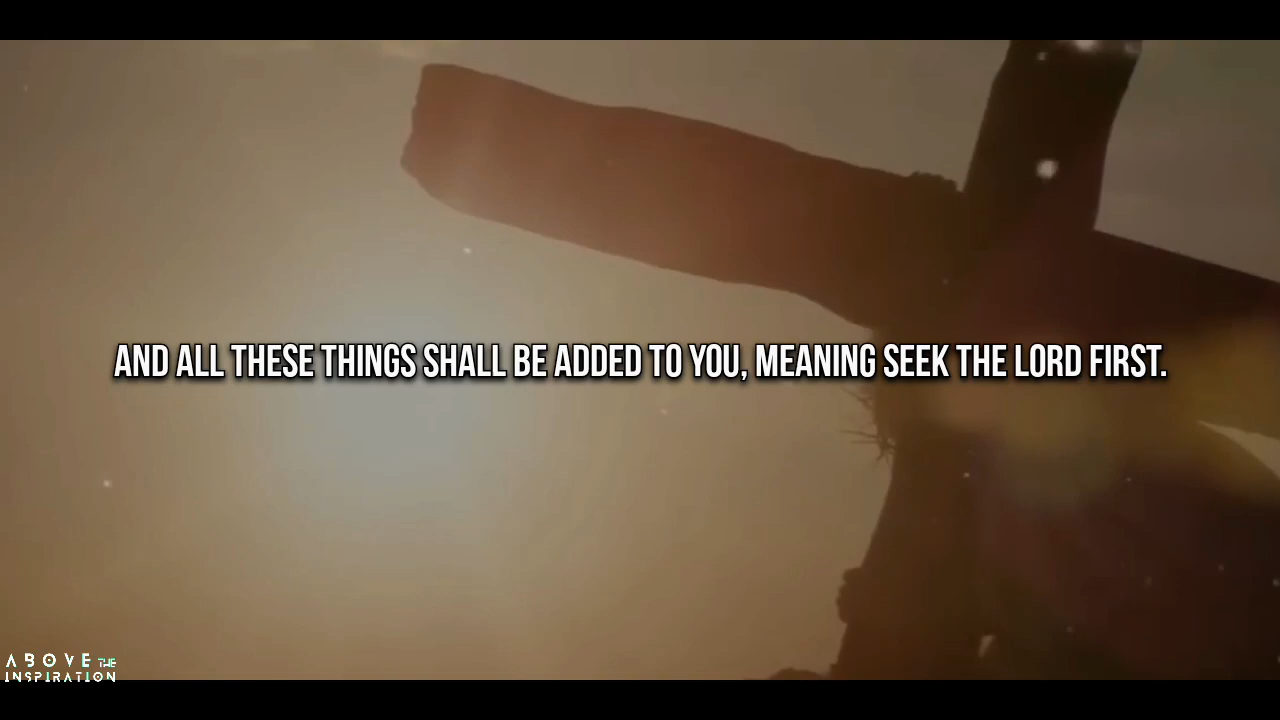 AND ALL THESE THINGS SHALL BE ADDED TO YOU, MEANING SEEK THE LORD FIRST.
ABOVE THE
INSPIRATION